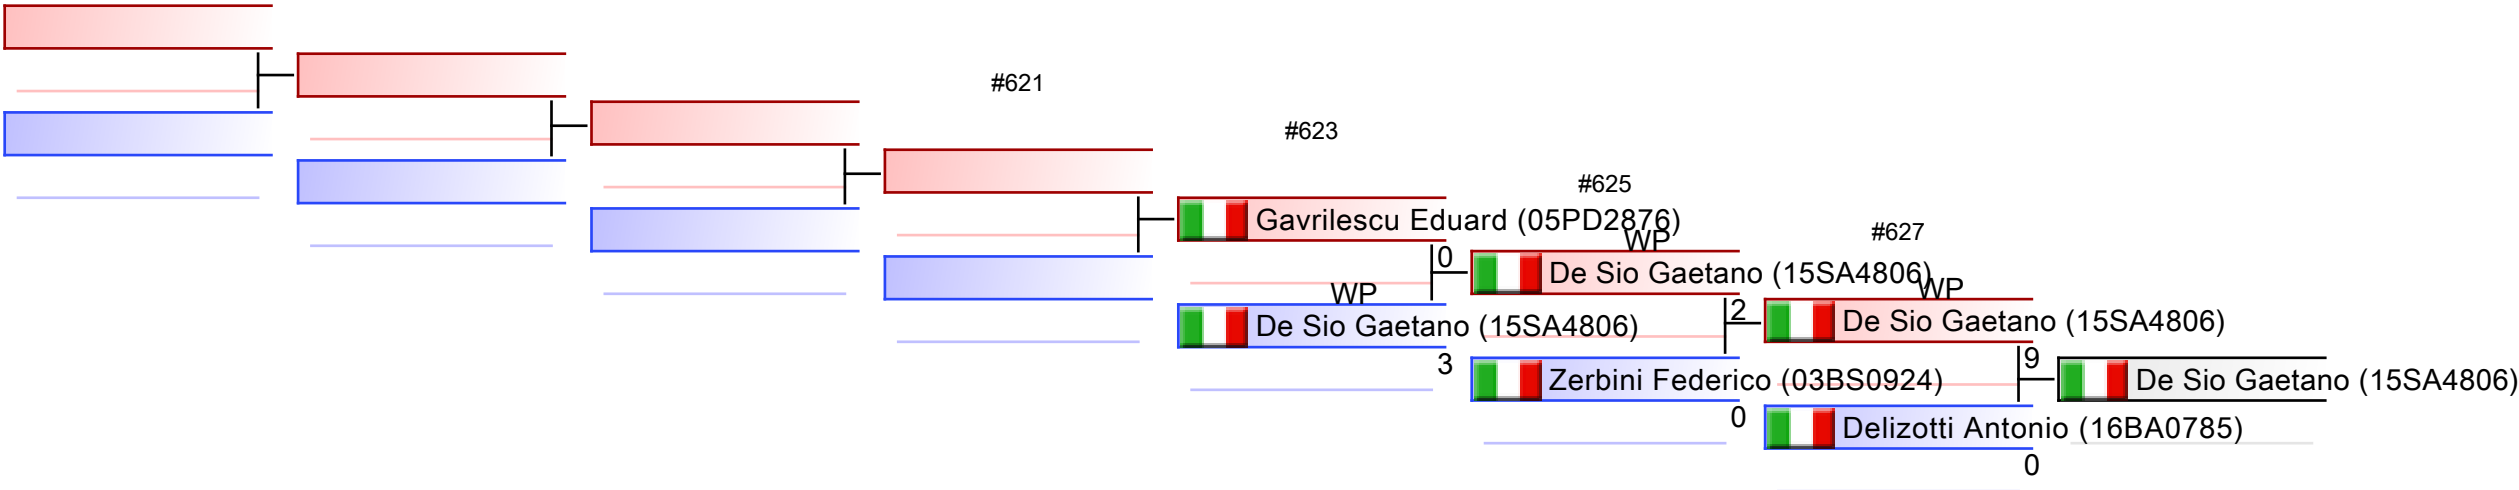 #621
#623
#625
Gavrilescu Eduard (05PD2876)
#627
WP
0
De Sio Gaetano (15SA4806)
WP
WP
De Sio Gaetano (15SA4806)
3
2
De Sio Gaetano (15SA4806)
Zerbini Federico (03BS0924)
0
9
De Sio Gaetano (15SA4806)
Delizotti Antonio (16BA0785)
0